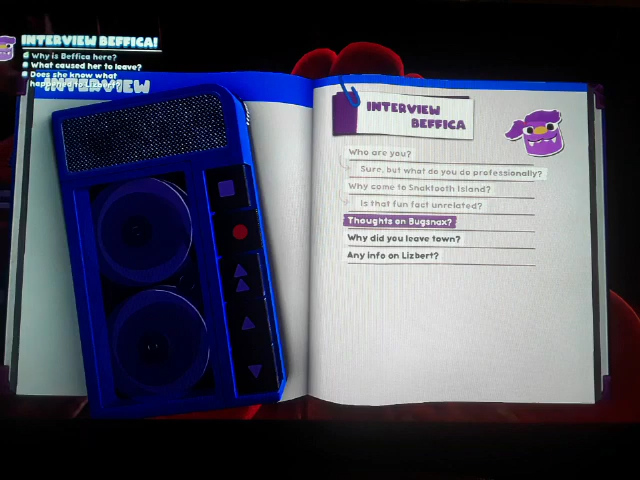 INTERVIEW BEFFICA!
Why is Beffica here?
What caused her to leave?
Does she know what
INTERVIEW
INTERVIEW
BEFFICA
Who are you?
Sure, but what do you do professionally?
Why come to Snaktooth Island?
Is that fun fact unrelated?
Thoughts on Bugsnax?
Why did you leave town?
Any info on Lizbert?